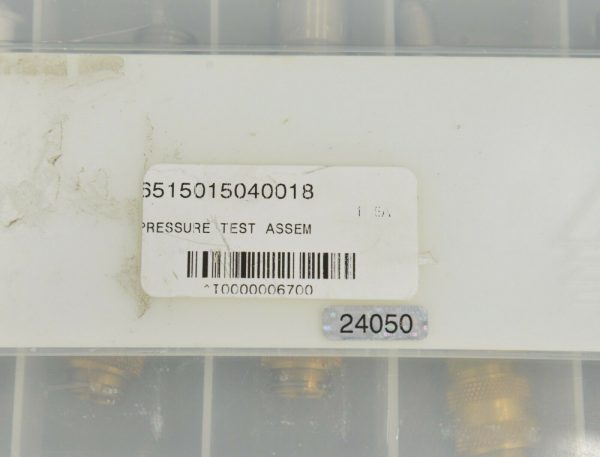 6515015040018
PRESSURE TEST ASSEM
^I0000006700
24050